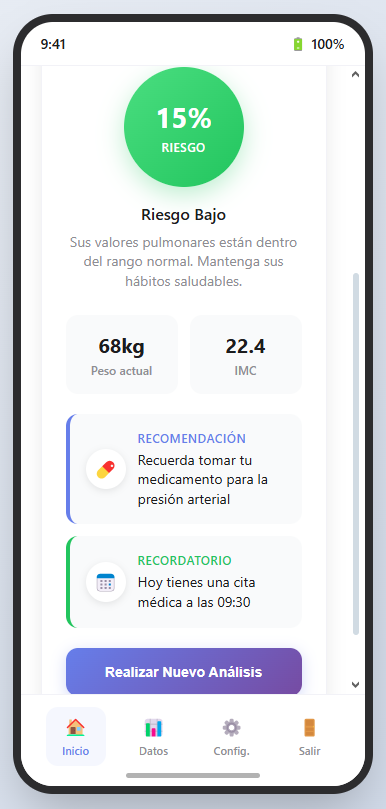 9:41
100%
15%
RIESGO
Riesgo Bajo
Sus valores pulmonares están dentro
del rango normal. Mantenga sus
hábitos saludables.
68kg
Peso actual
22.4
IMC
RECOMENDACIÓN
Recuerda tomar tu
medicamento para la
presión arterial
RECORDATORIO
Hoy tienes una cita
médica a las 09:30
Realizar Nuevo Análisis
Inicio
Datos
Config.
Salir